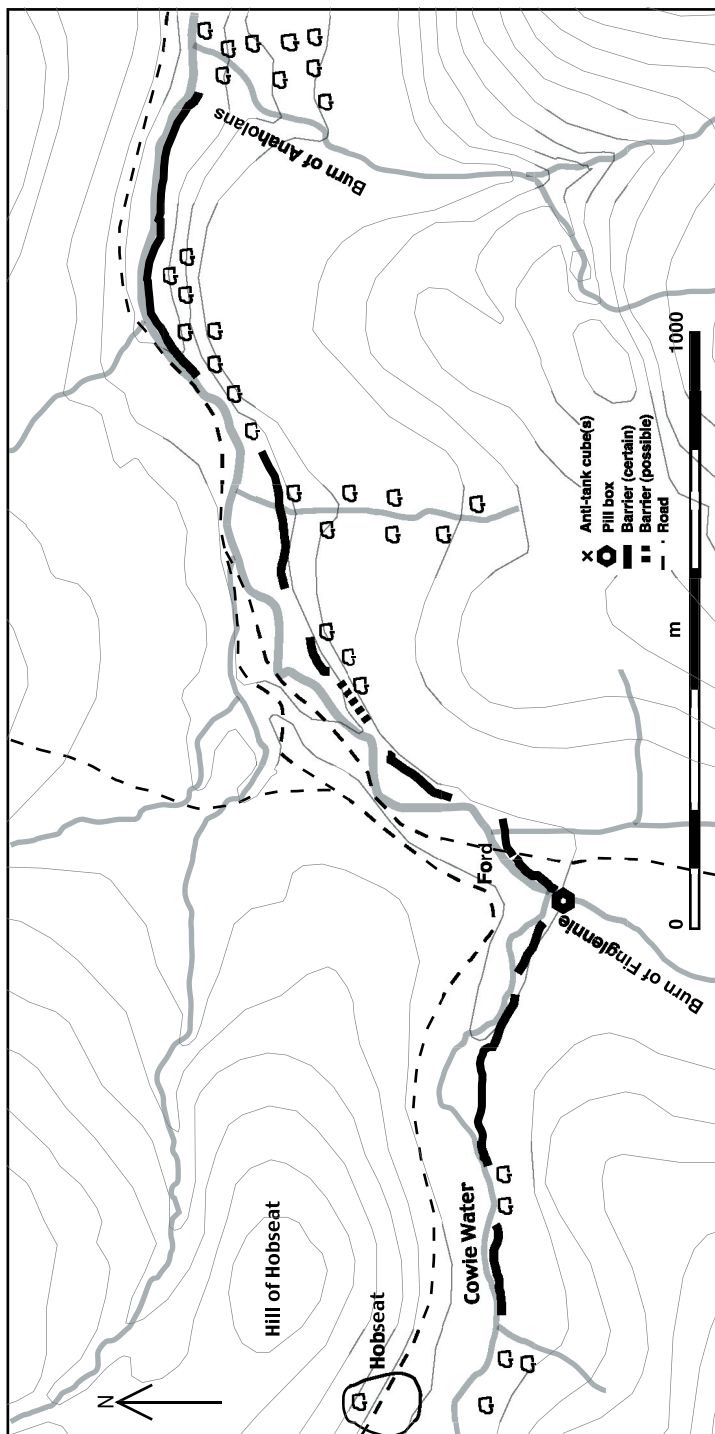 N
Hill of Hobseat
Hobseat
Cowie Water
Ford
Burn of Finglennie
Burn of Anaholans
× Anti-tank cube(s)
Pill box
Barrier (certain)
Barrier (possible)
Road
0 m 1000